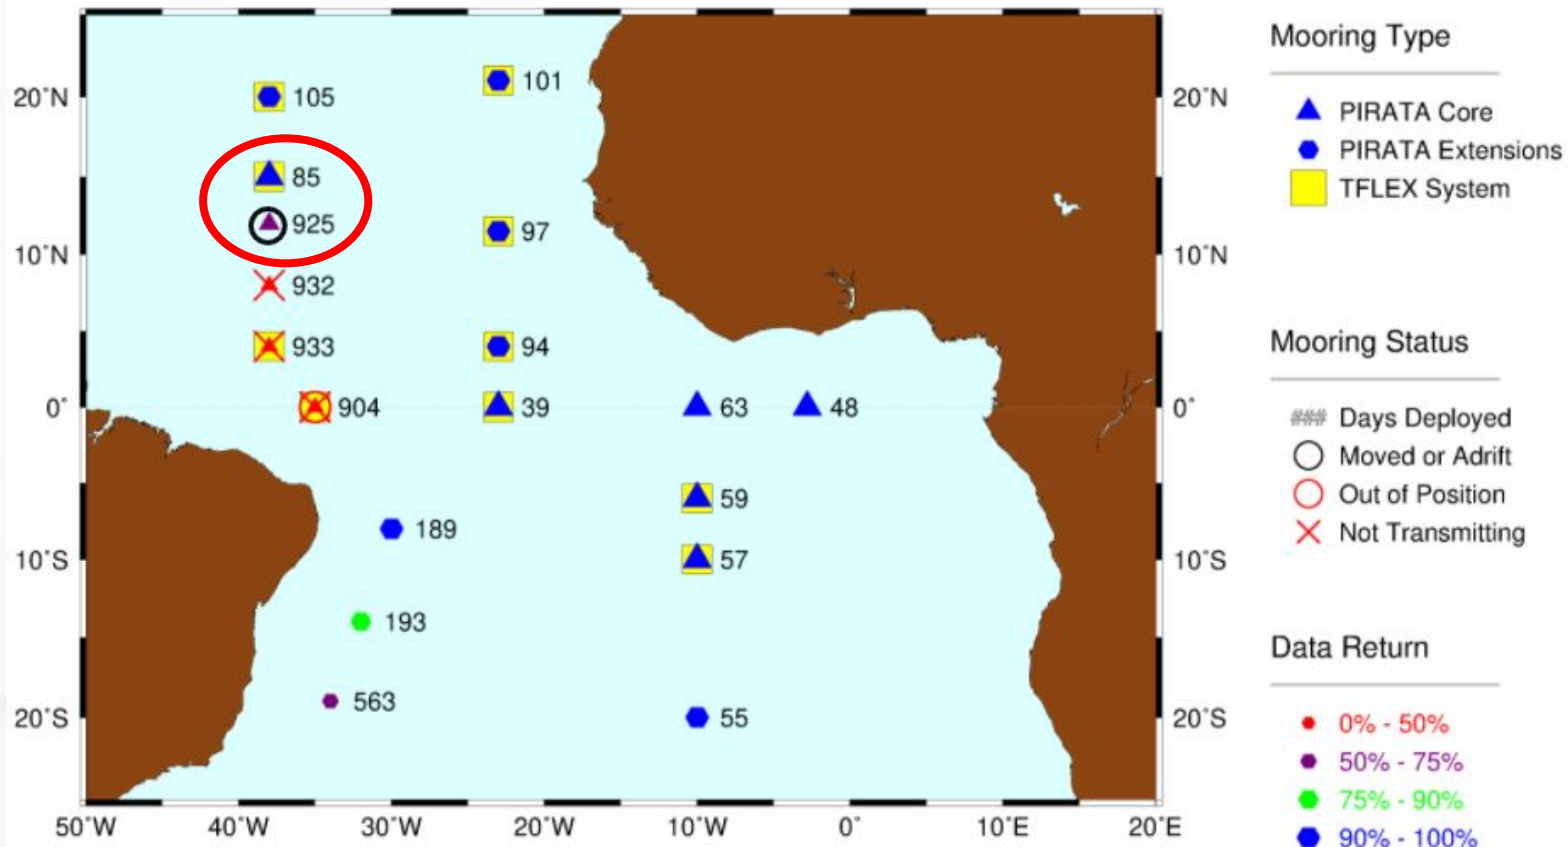 20°N
105
101
20°N
85
925
97
10°N
10°N
932
933
94
0°
904
39
63
48
0°
59
189
10°S
57
10°S
193
563
20°S
55
20°S
50°W
40°W
30°W
20°W
10°W
0°
10°E
20°E
Mooring Type
PIRATA Core
PIRATA Extensions
TFLEX System
Mooring Status
### Days Deployed
Moved or Adrift
Out of Position
Not Transmitting
Data Return
0% - 50%
50% - 75%
75% - 90%
90% - 100%